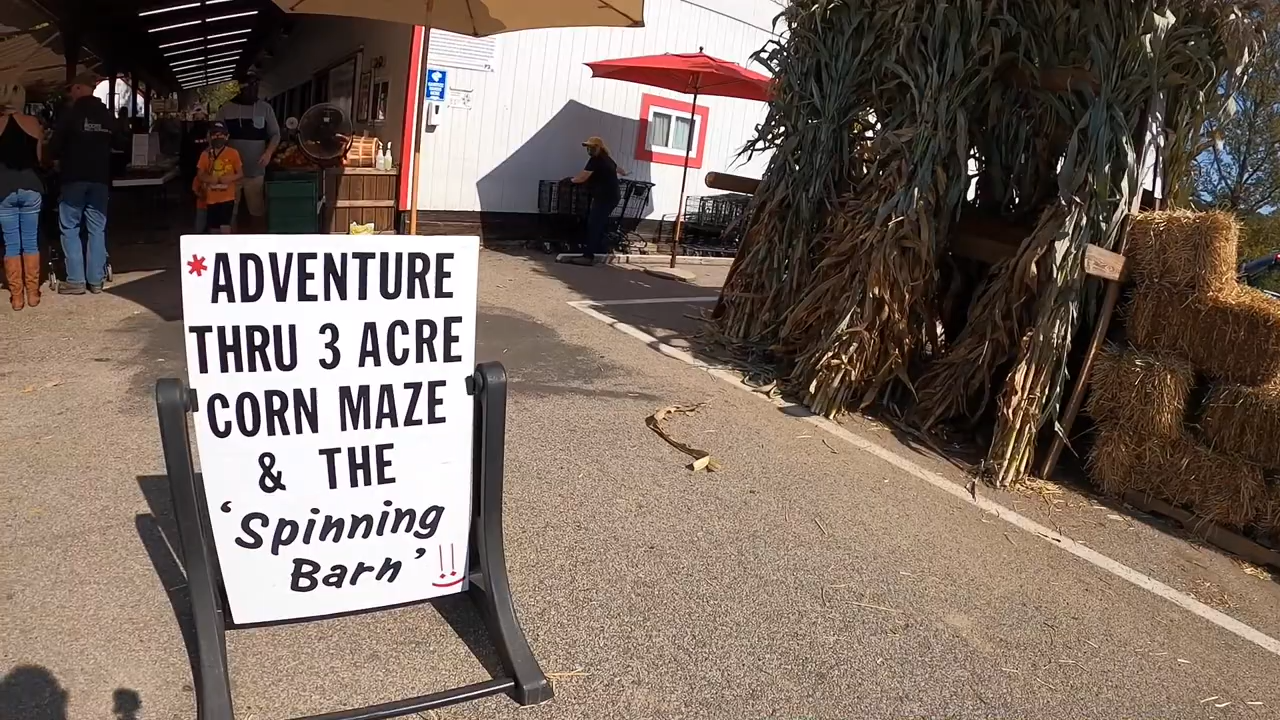 *ADVENTURE
THRU 3 ACRE
CORN MAZE
& THE
'Spinning
Barn'